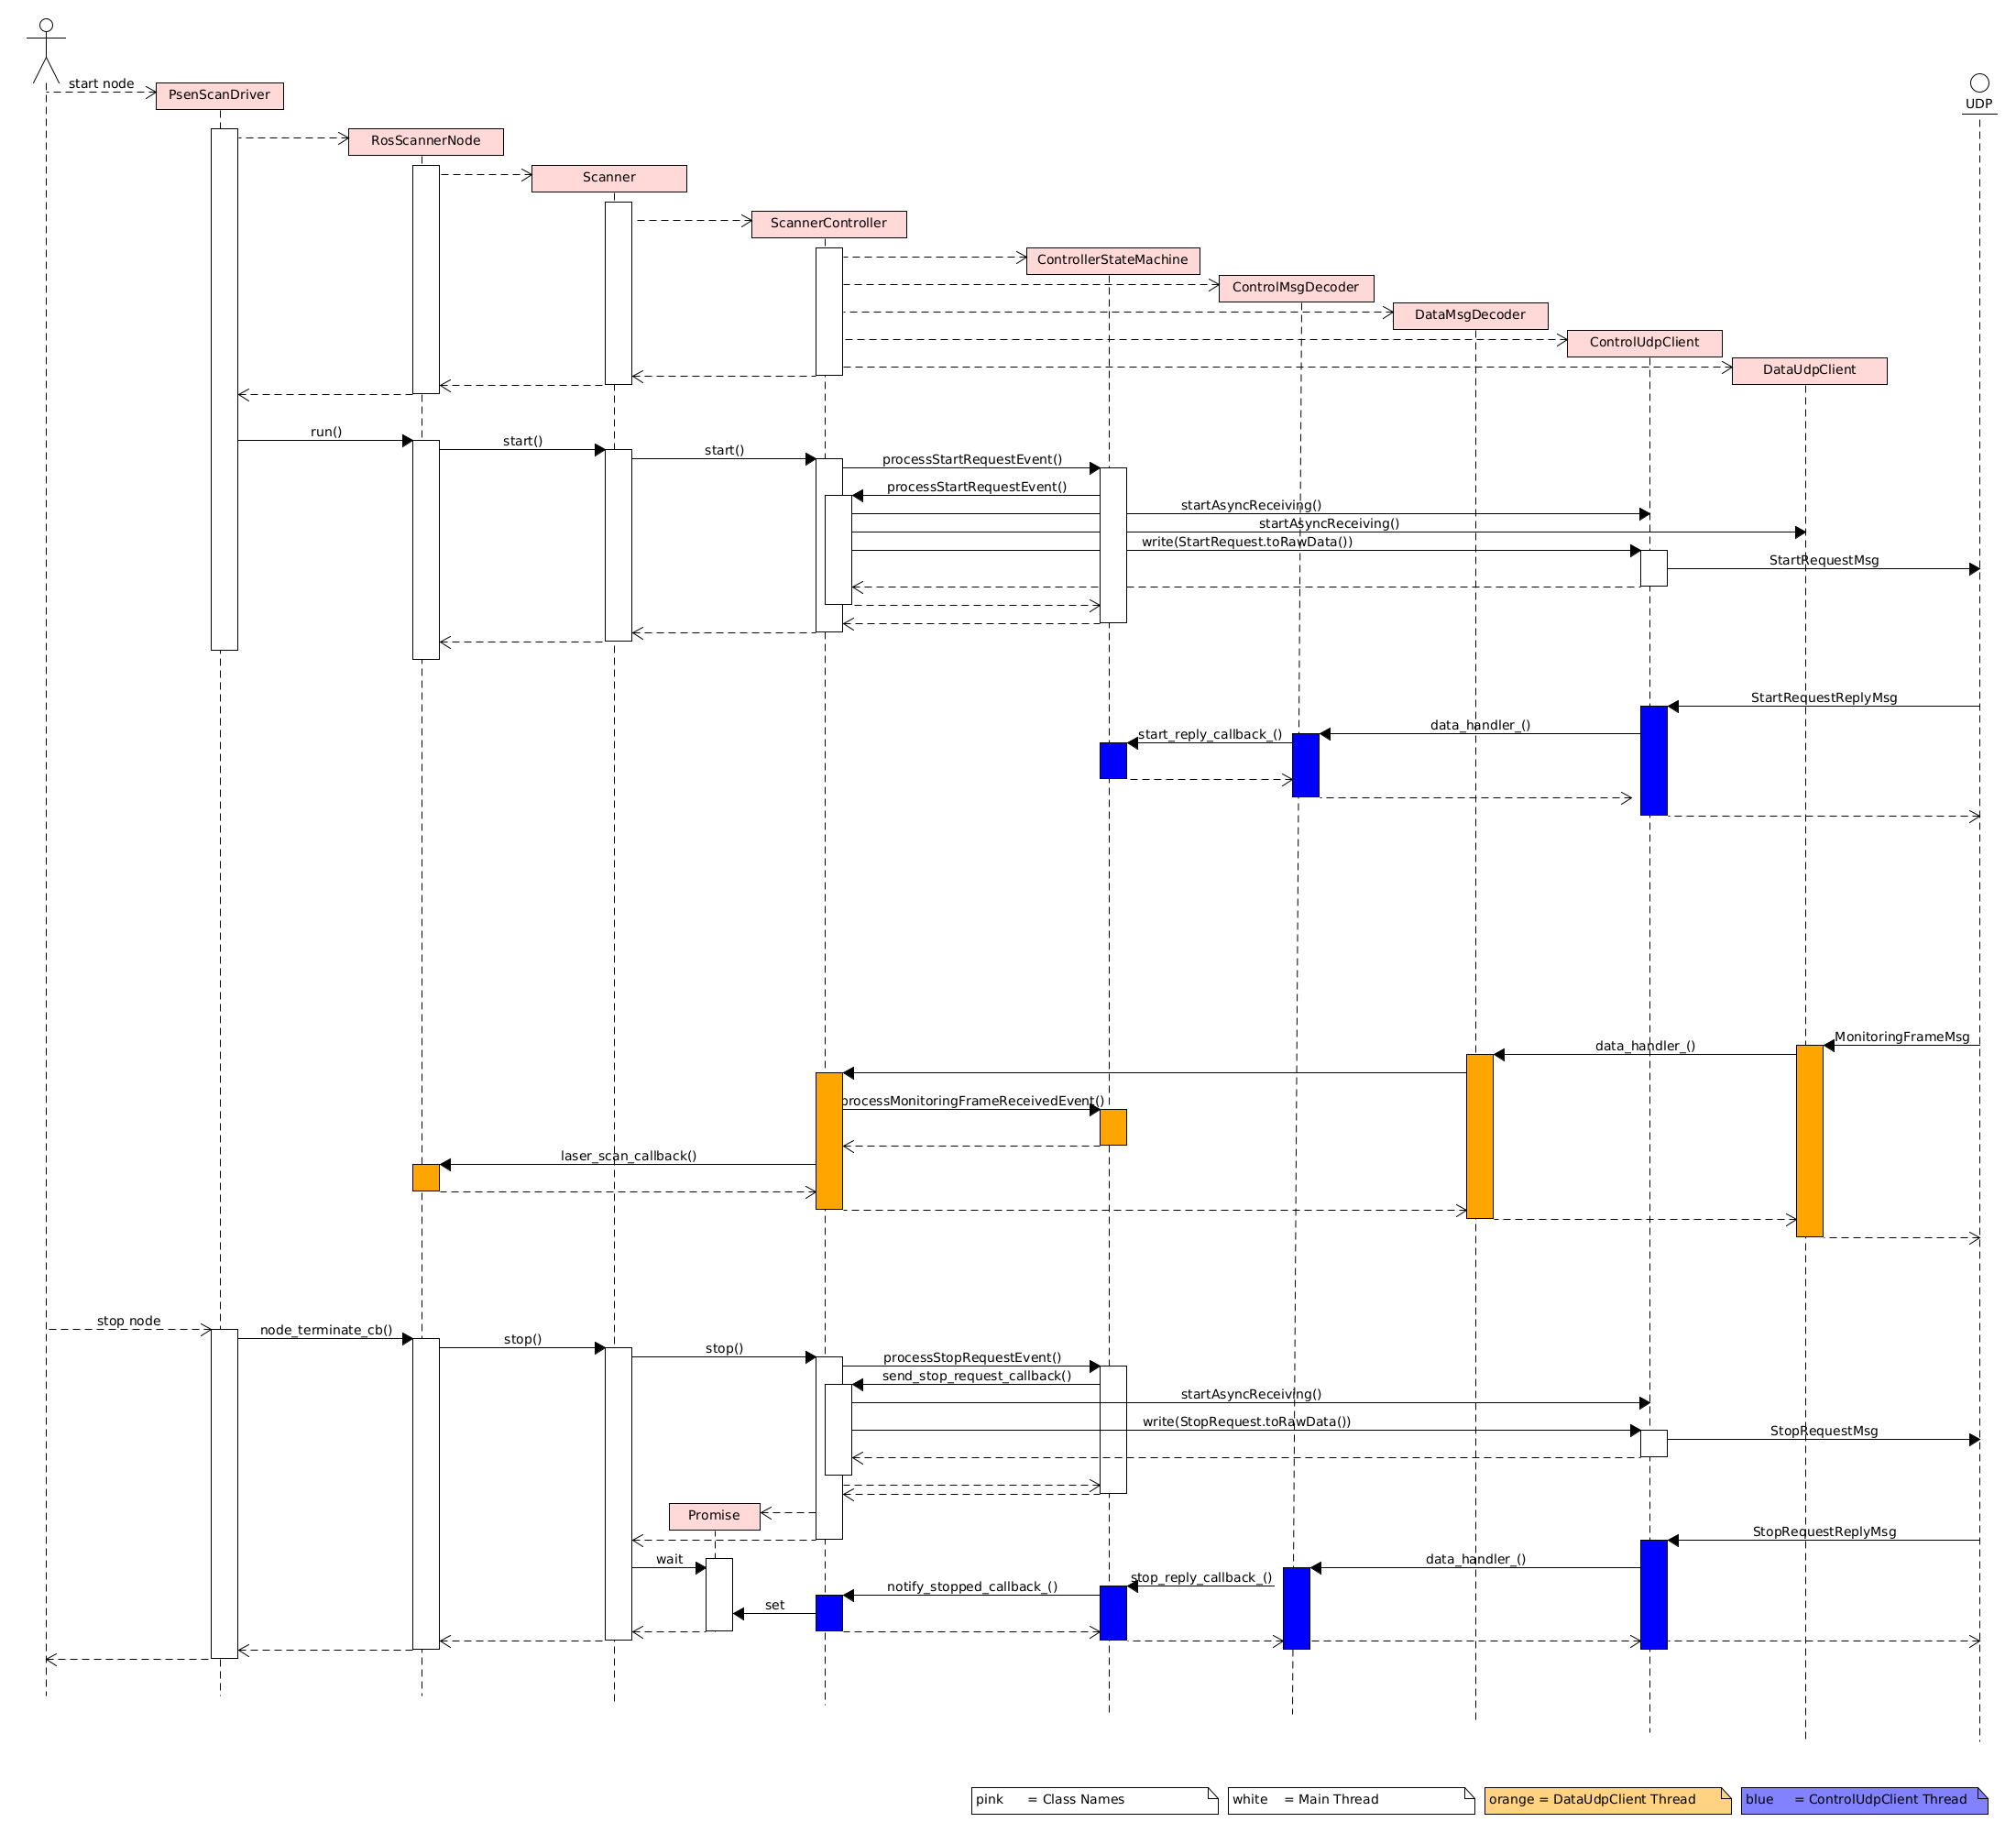 start node
PsenScanDriver
UDP
RosScannerNode
Scanner
ScannerController
ControllerStateMachine
ControlMsgDecoder
DataMsgDecoder
ControlUdpClient
DataUdpClient
run()
start()
start()
processStartRequestEvent()
processStartRequestEvent()
startAsyncReceiving()
startAsyncReceiving()
write(StartRequest.toRawData())
StartRequestMsg
StartRequestReplyMsg
data_handler_()
start_reply_callback_()
MonitoringFrameMsg
data_handler_()
processMonitoringFrameReceivedEvent()
laser_scan_callback()
stop node
node_terminate_cb()
stop()
stop()
processStopRequestEvent()
send_stop_request_callback()
startAsyncReceiving()
write(StopRequest.toRawData())
StopRequestMsg
Promise
StopRequestReplyMsg
wait
data_handler_()
stop_reply_callback_()
notify_stopped_callback_()
set
pink = Class Names
white = Main Thread
orange = DataUdpClient Thread
blue = ControlUdpClient Thread